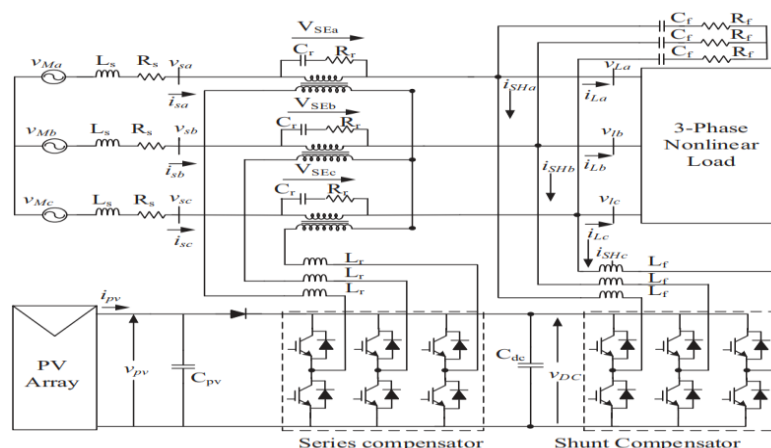 V_SEa
C_r R_r
C_f R_f
C_f R_f
C_f R_f
v_Ma L_s R_s v_sa
i_sa
i_SHa
v_La
i_La
V_SEb
C_r R_r
v_Mb L_s R_s v_sb
i_sb
i_SHb
v_lb
i_Lb
3-Phase
Nonlinear
Load
V_SEc
C_r R_r
v_Mc L_s R_s v_sc
i_sc
v_lc
i_Lc
i_SHc
L_r
L_r
L_r
L_f
L_f
L_f
i_pv
PV
Array
v_pv
C_pv
C_dc
v_DC
Series compensator
Shunt Compensator